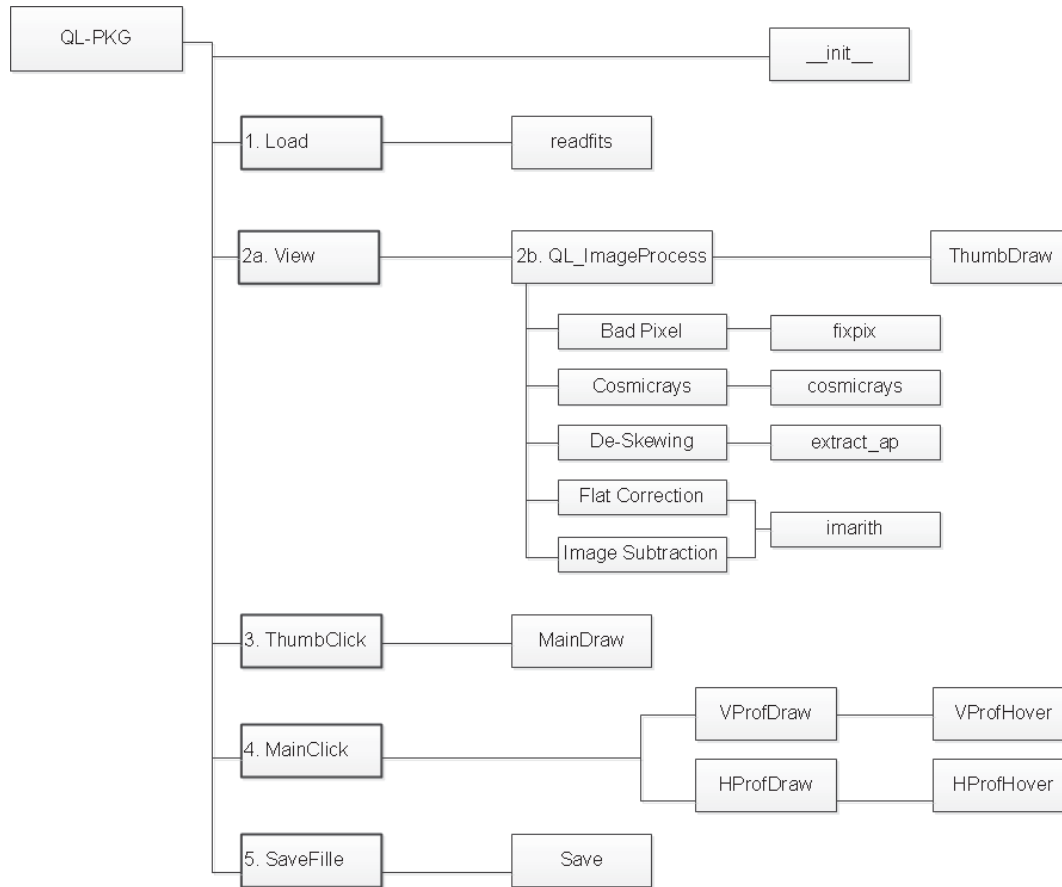 QL-PKG
__init__
1. Load
readfits
2a. View
2b. QL_ImageProcess
ThumbDraw
Bad Pixel
fixpix
Cosmicrays
cosmicrays
De-Skewing
extract_ap
Flat Correction
imarith
Image Subtraction
3. ThumbClick
MainDraw
VProfDraw
VProfHover
4. MainClick
HProfDraw
HProfHover
5. SaveFille
Save